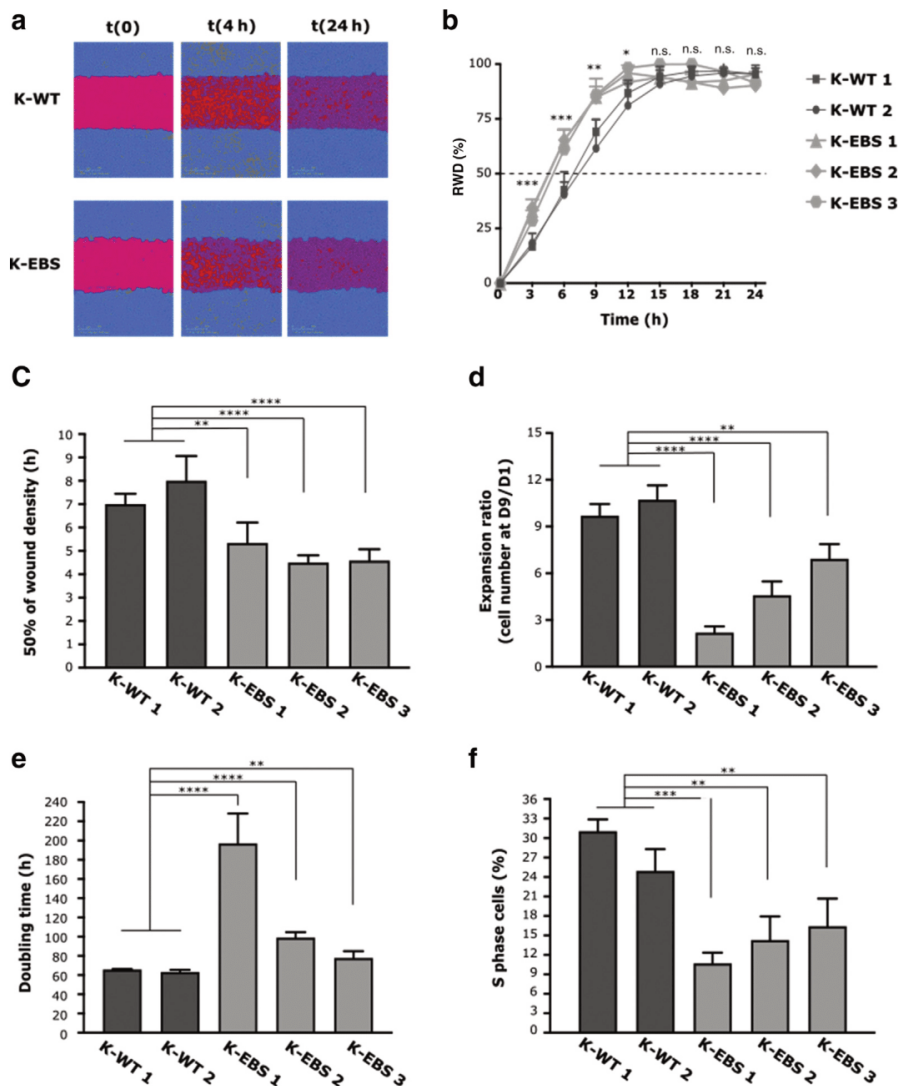 a
t(0) t(4 h) t(24 h)
K-WT
K-EBS
b
RWD (%)
100
75
50
25
0
*** *** ** * n.s. n.s. n.s. n.s.
0 3 6 9 12 15 18 21 24
Time (h)
K-WT 1
K-WT 2
K-EBS 1
K-EBS 2
K-EBS 3
C
50% of wound density (h)
****
****
**
10
9
8
7
6
5
4
3
2
1
0
K-WT 1 K-WT 2 K-EBS 1 K-EBS 2 K-EBS 3
d
Expansion ratio
(cell number at D9/D1)
**
****
****
15
12
9
6
3
0
K-WT 1 K-WT 2 K-EBS 1 K-EBS 2 K-EBS 3
e
Doubling time (h)
**
****
****
240
220
200
180
160
140
120
100
80
60
40
20
0
K-WT 1 K-WT 2 K-EBS 1 K-EBS 2 K-EBS 3
f
S phase cells (%)
**
**
***
36
33
30
27
24
21
18
15
12
9
6
3
0
K-WT 1 K-WT 2 K-EBS 1 K-EBS 2 K-EBS 3